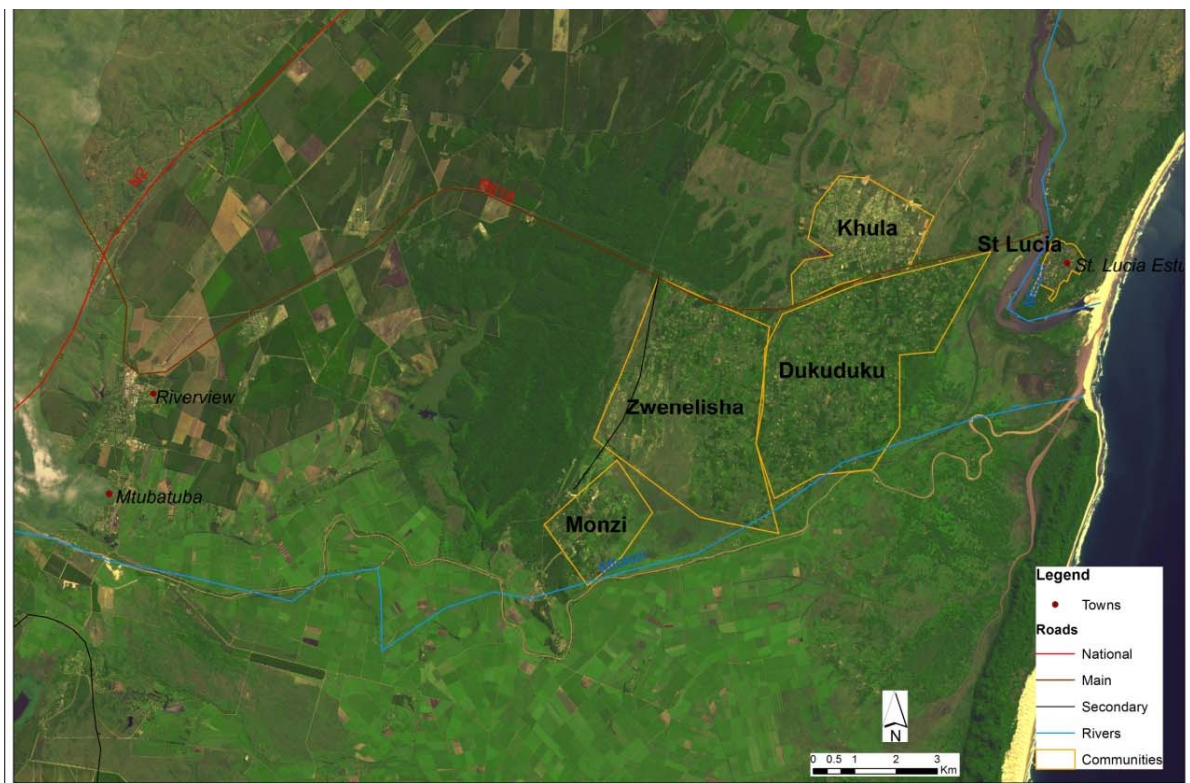 N2
Khula
St Lucia
St. Lucia Estu
Dukuduku
Riverview
Zwenelisha
Mtubatuba
Monzi
Legend
Towns
Roads
National
Main
Secondary
Rivers
Communities
N
0 0.5 1 2 3
Km